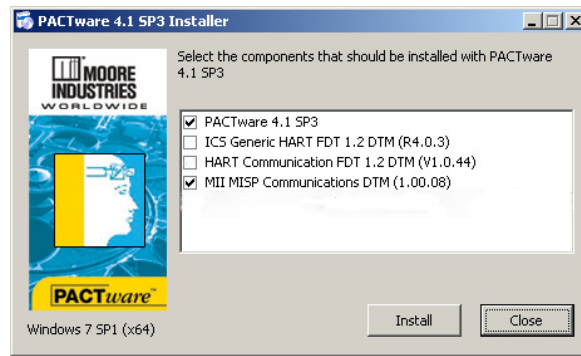 PACTware 4.1 SP3 Installer
MOORE
INDUSTRIES
WORLDWIDE
Select the components that should be installed with PACTware
4.1 SP3
PACTware 4.1 SP3
ICS Generic HART FDT 1.2 DTM (R4.0.3)
HART Communication FDT 1.2 DTM (V1.0.44)
MII MISP Communications DTM (1.00.08)
PACTware™
Windows 7 SP1 (x64)
Install
Close